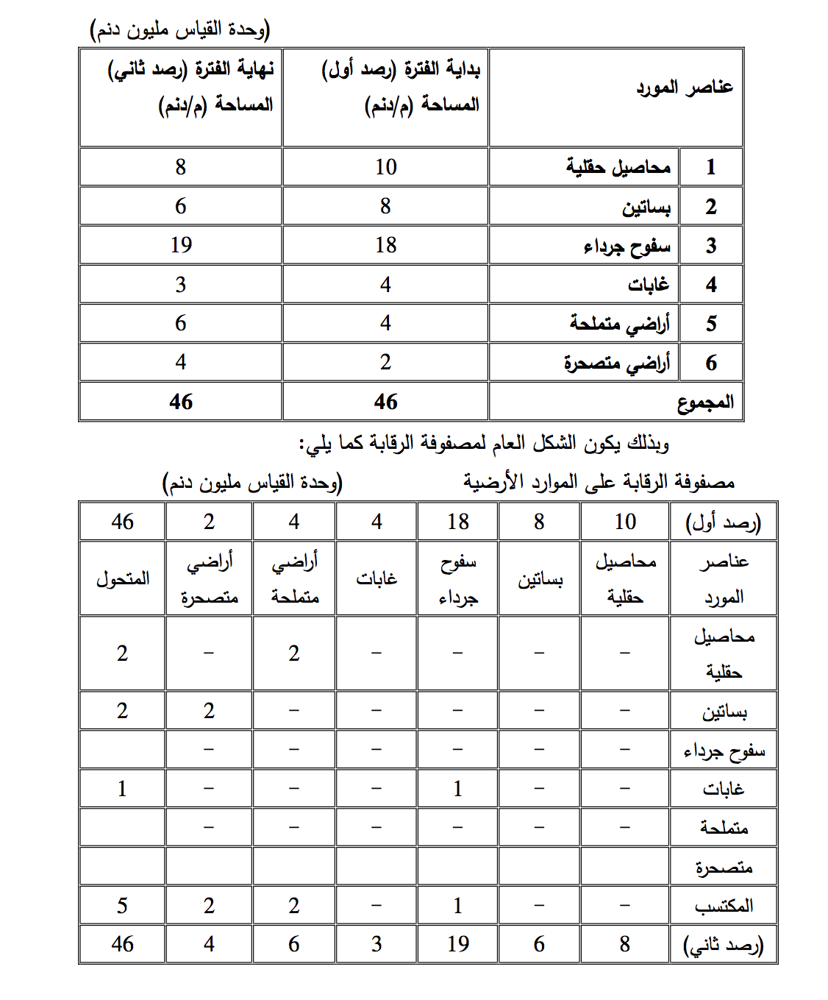 (وحدة القياس مليون دنم)
عناصر المورد | بداية الفترة (رصد أول) المساحة (م/دنم) | نهاية الفترة (رصد ثاني) المساحة (م/دنم)
1 | محاصيل حقلية | 10 | 8
2 | بساتين | 8 | 6
3 | سفوح جرداء | 18 | 19
4 | غابات | 4 | 3
5 | أراضي متملحة | 4 | 6
6 | أراضي متصحرة | 2 | 4
المجموع | 46 | 46
وبذلك يكون الشكل العام لمصفوفة الرقابة كما يلي:
مصفوفة الرقابة على الموارد الأرضية (وحدة القياس مليون دنم)
(رصد أول) | 10 | 8 | 18 | 4 | 4 | 2 | 46
عناصر المورد | محاصيل حقلية | بساتين | سفوح جرداء | غابات | أراضي متملحة | أراضي متصحرة | المتحول
محاصيل حقلية | – | – | – | – | 2 | – | 2
بساتين | – | – | – | – | – | 2 | 2
سفوح جرداء | – | – | – | – | – | –
غابات | – | – | 1 | – | – | – | 1
متملحة | – | – | – | – | – | –
متصحرة
المكتسب | – | – | 1 | – | 2 | 2 | 5
(رصد ثاني) | 8 | 6 | 19 | 3 | 6 | 4 | 46